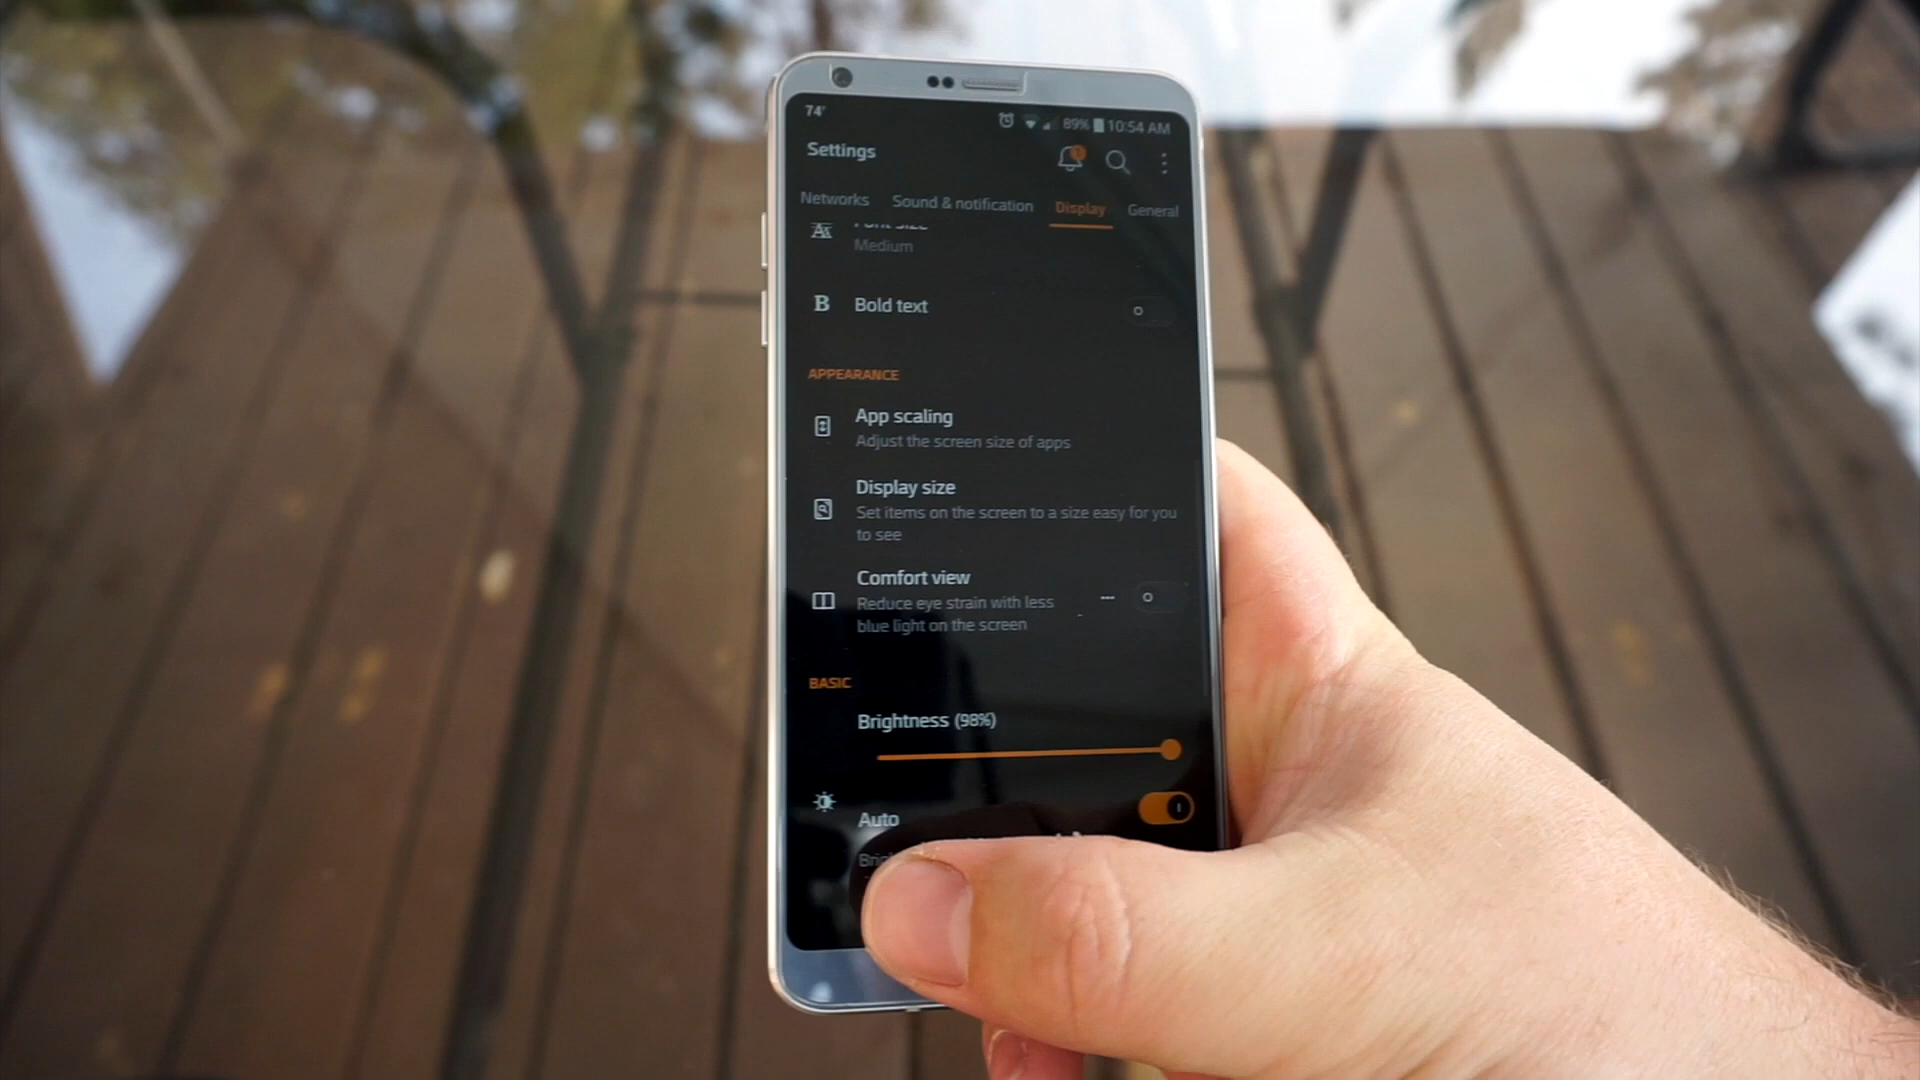 74°
89% 10:54 AM
Settings
Networks Sound & notification Display General
Font size
Medium
B Bold text
APPEARANCE
App scaling
Adjust the screen size of apps
Display size
Set items on the screen to a size easy for you
to see
Comfort view
Reduce eye strain with less
blue light on the screen
BASIC
Brightness (98%)
Auto